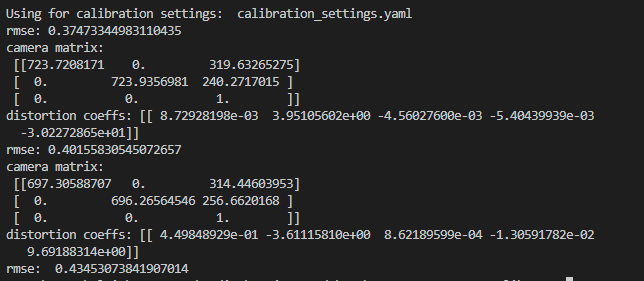 Using for calibration settings:  calibration_settings.yaml
rmse: 0.37473344983110435
camera matrix:
 [[723.7208171    0.         319.63265275]
 [  0.         723.9356981  240.2717015 ]
 [  0.           0.           1.        ]]
distortion coeffs: [[ 8.72928198e-03  3.95105602e+00 -4.56027600e-03 -5.40439939e-03
  -3.02272865e+01]]
rmse: 0.40155830545072657
camera matrix:
 [[697.30588707   0.         314.44603953]
 [  0.         696.26564546 256.6620168 ]
 [  0.           0.           1.        ]]
distortion coeffs: [[ 4.49848929e-01 -3.61115810e+00  8.62189599e-04 -1.30591782e-02
   9.69188314e+00]]
rmse:  0.43453073841907014